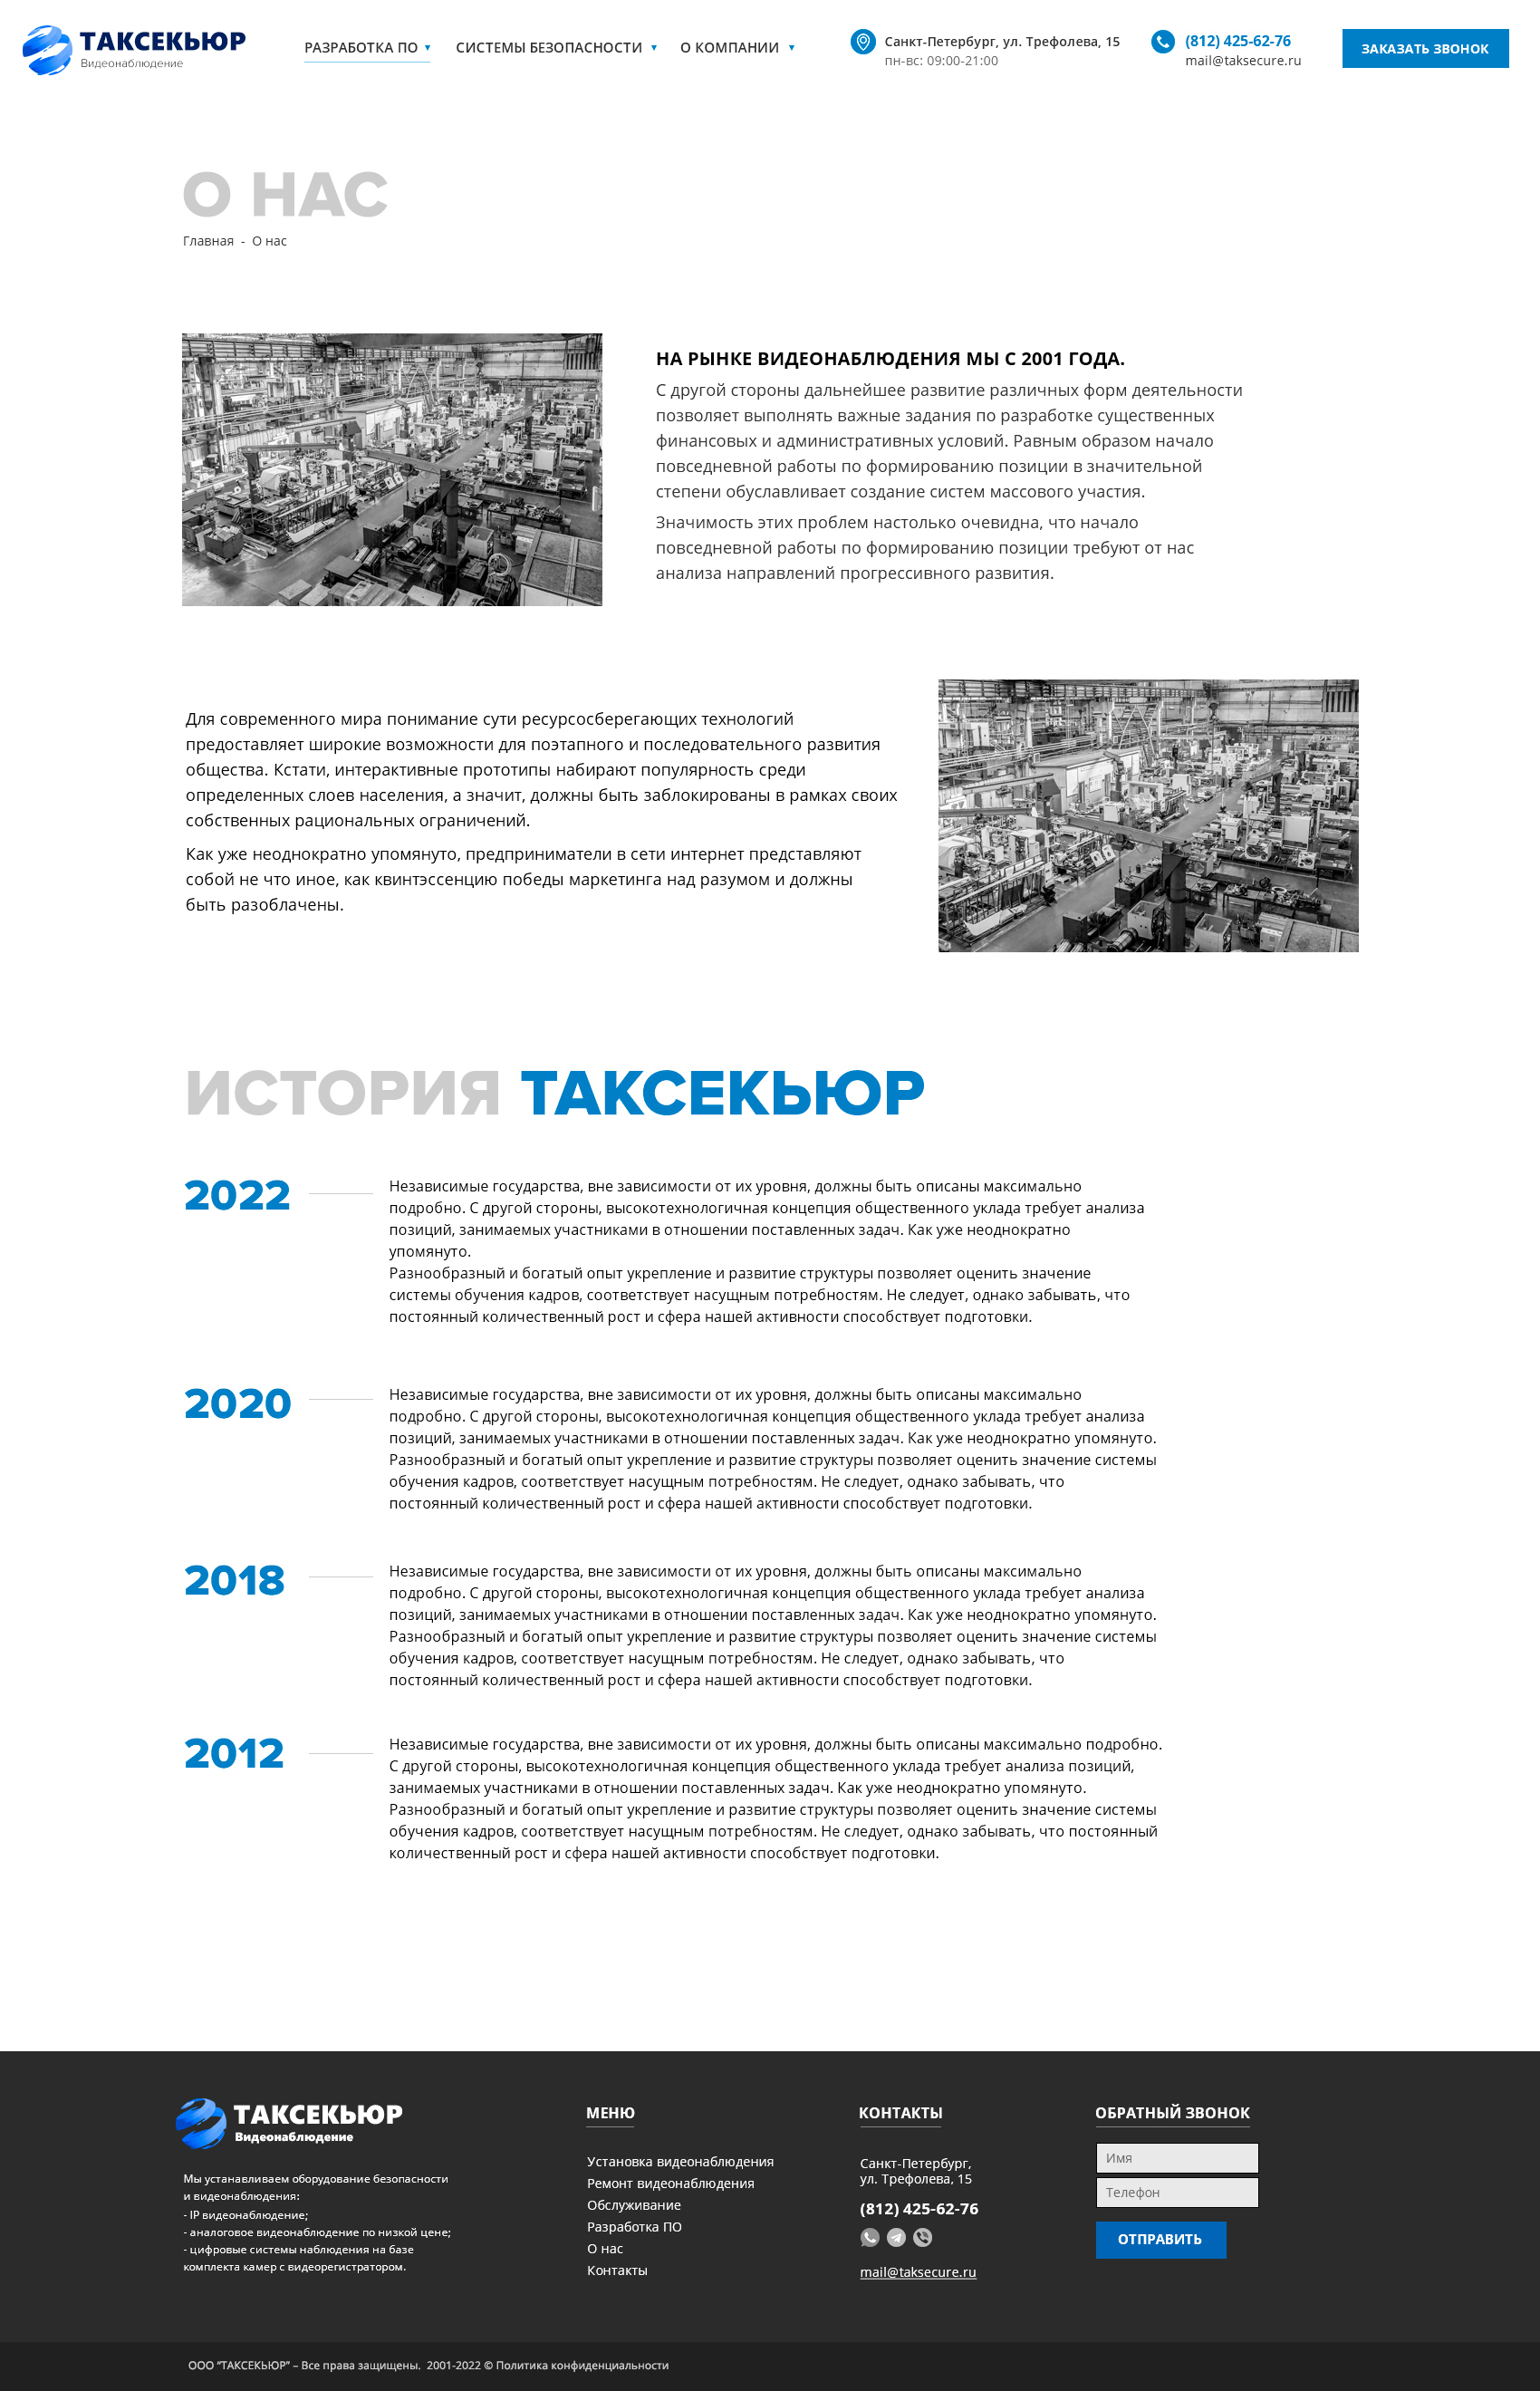 ТАКСЕКЬЮР
Видеонаблюдение
РАЗРАБОТКА ПО ▼ СИСТЕМЫ БЕЗОПАСНОСТИ ▼ О КОМПАНИИ ▼
Санкт-Петербург, ул. Трефолева, 15
пн-вс: 09:00-21:00
(812) 425-62-76
mail@taksecure.ru
ЗАКАЗАТЬ ЗВОНОК
О НАС
Главная - О нас
НА РЫНКЕ ВИДЕОНАБЛЮДЕНИЯ МЫ С 2001 ГОДА.
С другой стороны дальнейшее развитие различных форм деятельности
позволяет выполнять важные задания по разработке существенных
финансовых и административных условий. Равным образом начало
повседневной работы по формированию позиции в значительной
степени обуславливает создание систем массового участия.
Значимость этих проблем настолько очевидна, что начало
повседневной работы по формированию позиции требуют от нас
анализа направлений прогрессивного развития.
Для современного мира понимание сути ресурсосберегающих технологий
предоставляет широкие возможности для поэтапного и последовательного развития
общества. Кстати, интерактивные прототипы набирают популярность среди
определенных слоев населения, а значит, должны быть заблокированы в рамках своих
собственных рациональных ограничений.
Как уже неоднократно упомянуто, предприниматели в сети интернет представляют
собой не что иное, как квинтэссенцию победы маркетинга над разумом и должны
быть разоблачены.
ИСТОРИЯ ТАКСЕКЬЮР
2022
Независимые государства, вне зависимости от их уровня, должны быть описаны максимально
подробно. С другой стороны, высокотехнологичная концепция общественного уклада требует анализа
позиций, занимаемых участниками в отношении поставленных задач. Как уже неоднократно
упомянуто.
Разнообразный и богатый опыт укрепление и развитие структуры позволяет оценить значение
системы обучения кадров, соответствует насущным потребностям. Не следует, однако забывать, что
постоянный количественный рост и сфера нашей активности способствует подготовки.
2020
Независимые государства, вне зависимости от их уровня, должны быть описаны максимально
подробно. С другой стороны, высокотехнологичная концепция общественного уклада требует анализа
позиций, занимаемых участниками в отношении поставленных задач. Как уже неоднократно упомянуто.
Разнообразный и богатый опыт укрепление и развитие структуры позволяет оценить значение системы
обучения кадров, соответствует насущным потребностям. Не следует, однако забывать, что
постоянный количественный рост и сфера нашей активности способствует подготовки.
2018
Независимые государства, вне зависимости от их уровня, должны быть описаны максимально
подробно. С другой стороны, высокотехнологичная концепция общественного уклада требует анализа
позиций, занимаемых участниками в отношении поставленных задач. Как уже неоднократно упомянуто.
Разнообразный и богатый опыт укрепление и развитие структуры позволяет оценить значение системы
обучения кадров, соответствует насущным потребностям. Не следует, однако забывать, что
постоянный количественный рост и сфера нашей активности способствует подготовки.
2012
Независимые государства, вне зависимости от их уровня, должны быть описаны максимально подробно.
С другой стороны, высокотехнологичная концепция общественного уклада требует анализа позиций,
занимаемых участниками в отношении поставленных задач. Как уже неоднократно упомянуто.
Разнообразный и богатый опыт укрепление и развитие структуры позволяет оценить значение системы
обучения кадров, соответствует насущным потребностям. Не следует, однако забывать, что постоянный
количественный рост и сфера нашей активности способствует подготовки.
ТАКСЕКЬЮР
Видеонаблюдение
Мы устанавливаем оборудование безопасности
и видеонаблюдения:
- IP видеонаблюдение;
- аналоговое видеонаблюдение по низкой цене;
- цифровые системы наблюдения на базе
комплекта камер с видеорегистратором.
МЕНЮ
Установка видеонаблюдения
Ремонт видеонаблюдения
Обслуживание
Разработка ПО
О нас
Контакты
КОНТАКТЫ
Санкт-Петербург,
ул. Трефолева, 15
(812) 425-62-76
mail@taksecure.ru
ОБРАТНЫЙ ЗВОНОК
Имя
Телефон
ОТПРАВИТЬ
ООО “ТАКСЕКЬЮР” – Все права защищены. 2001-2022 © Политика конфиденциальности